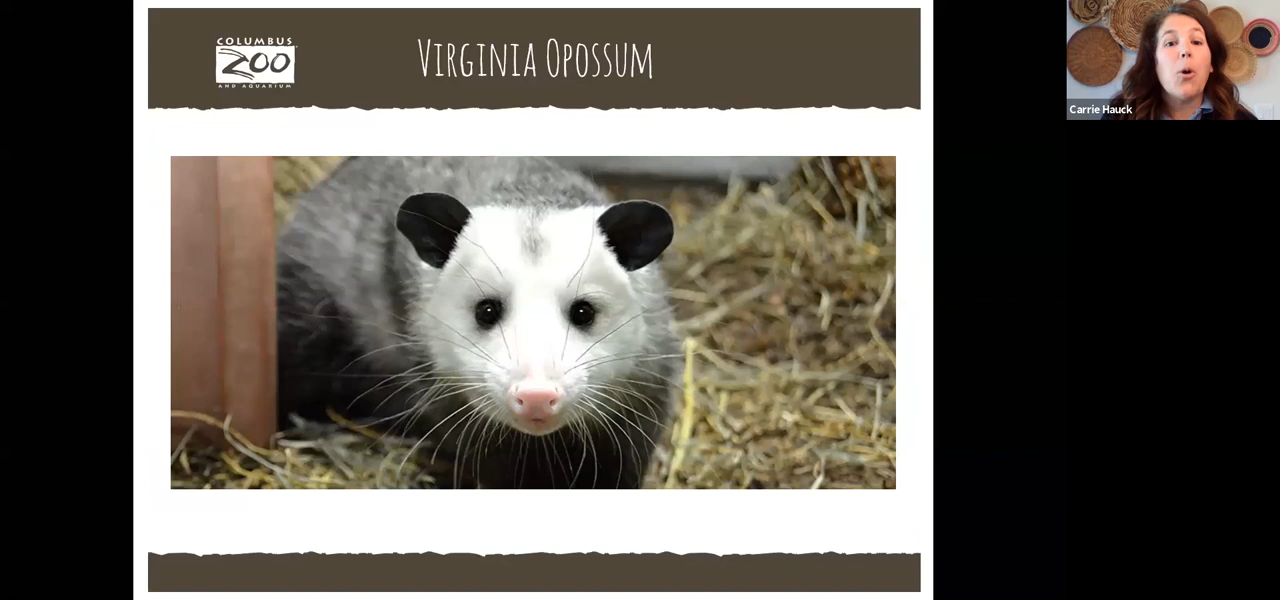 COLUMBUS
ZOO
AND AQUARIUM
VIRGINIA OPOSSUM
Carrie Hauck